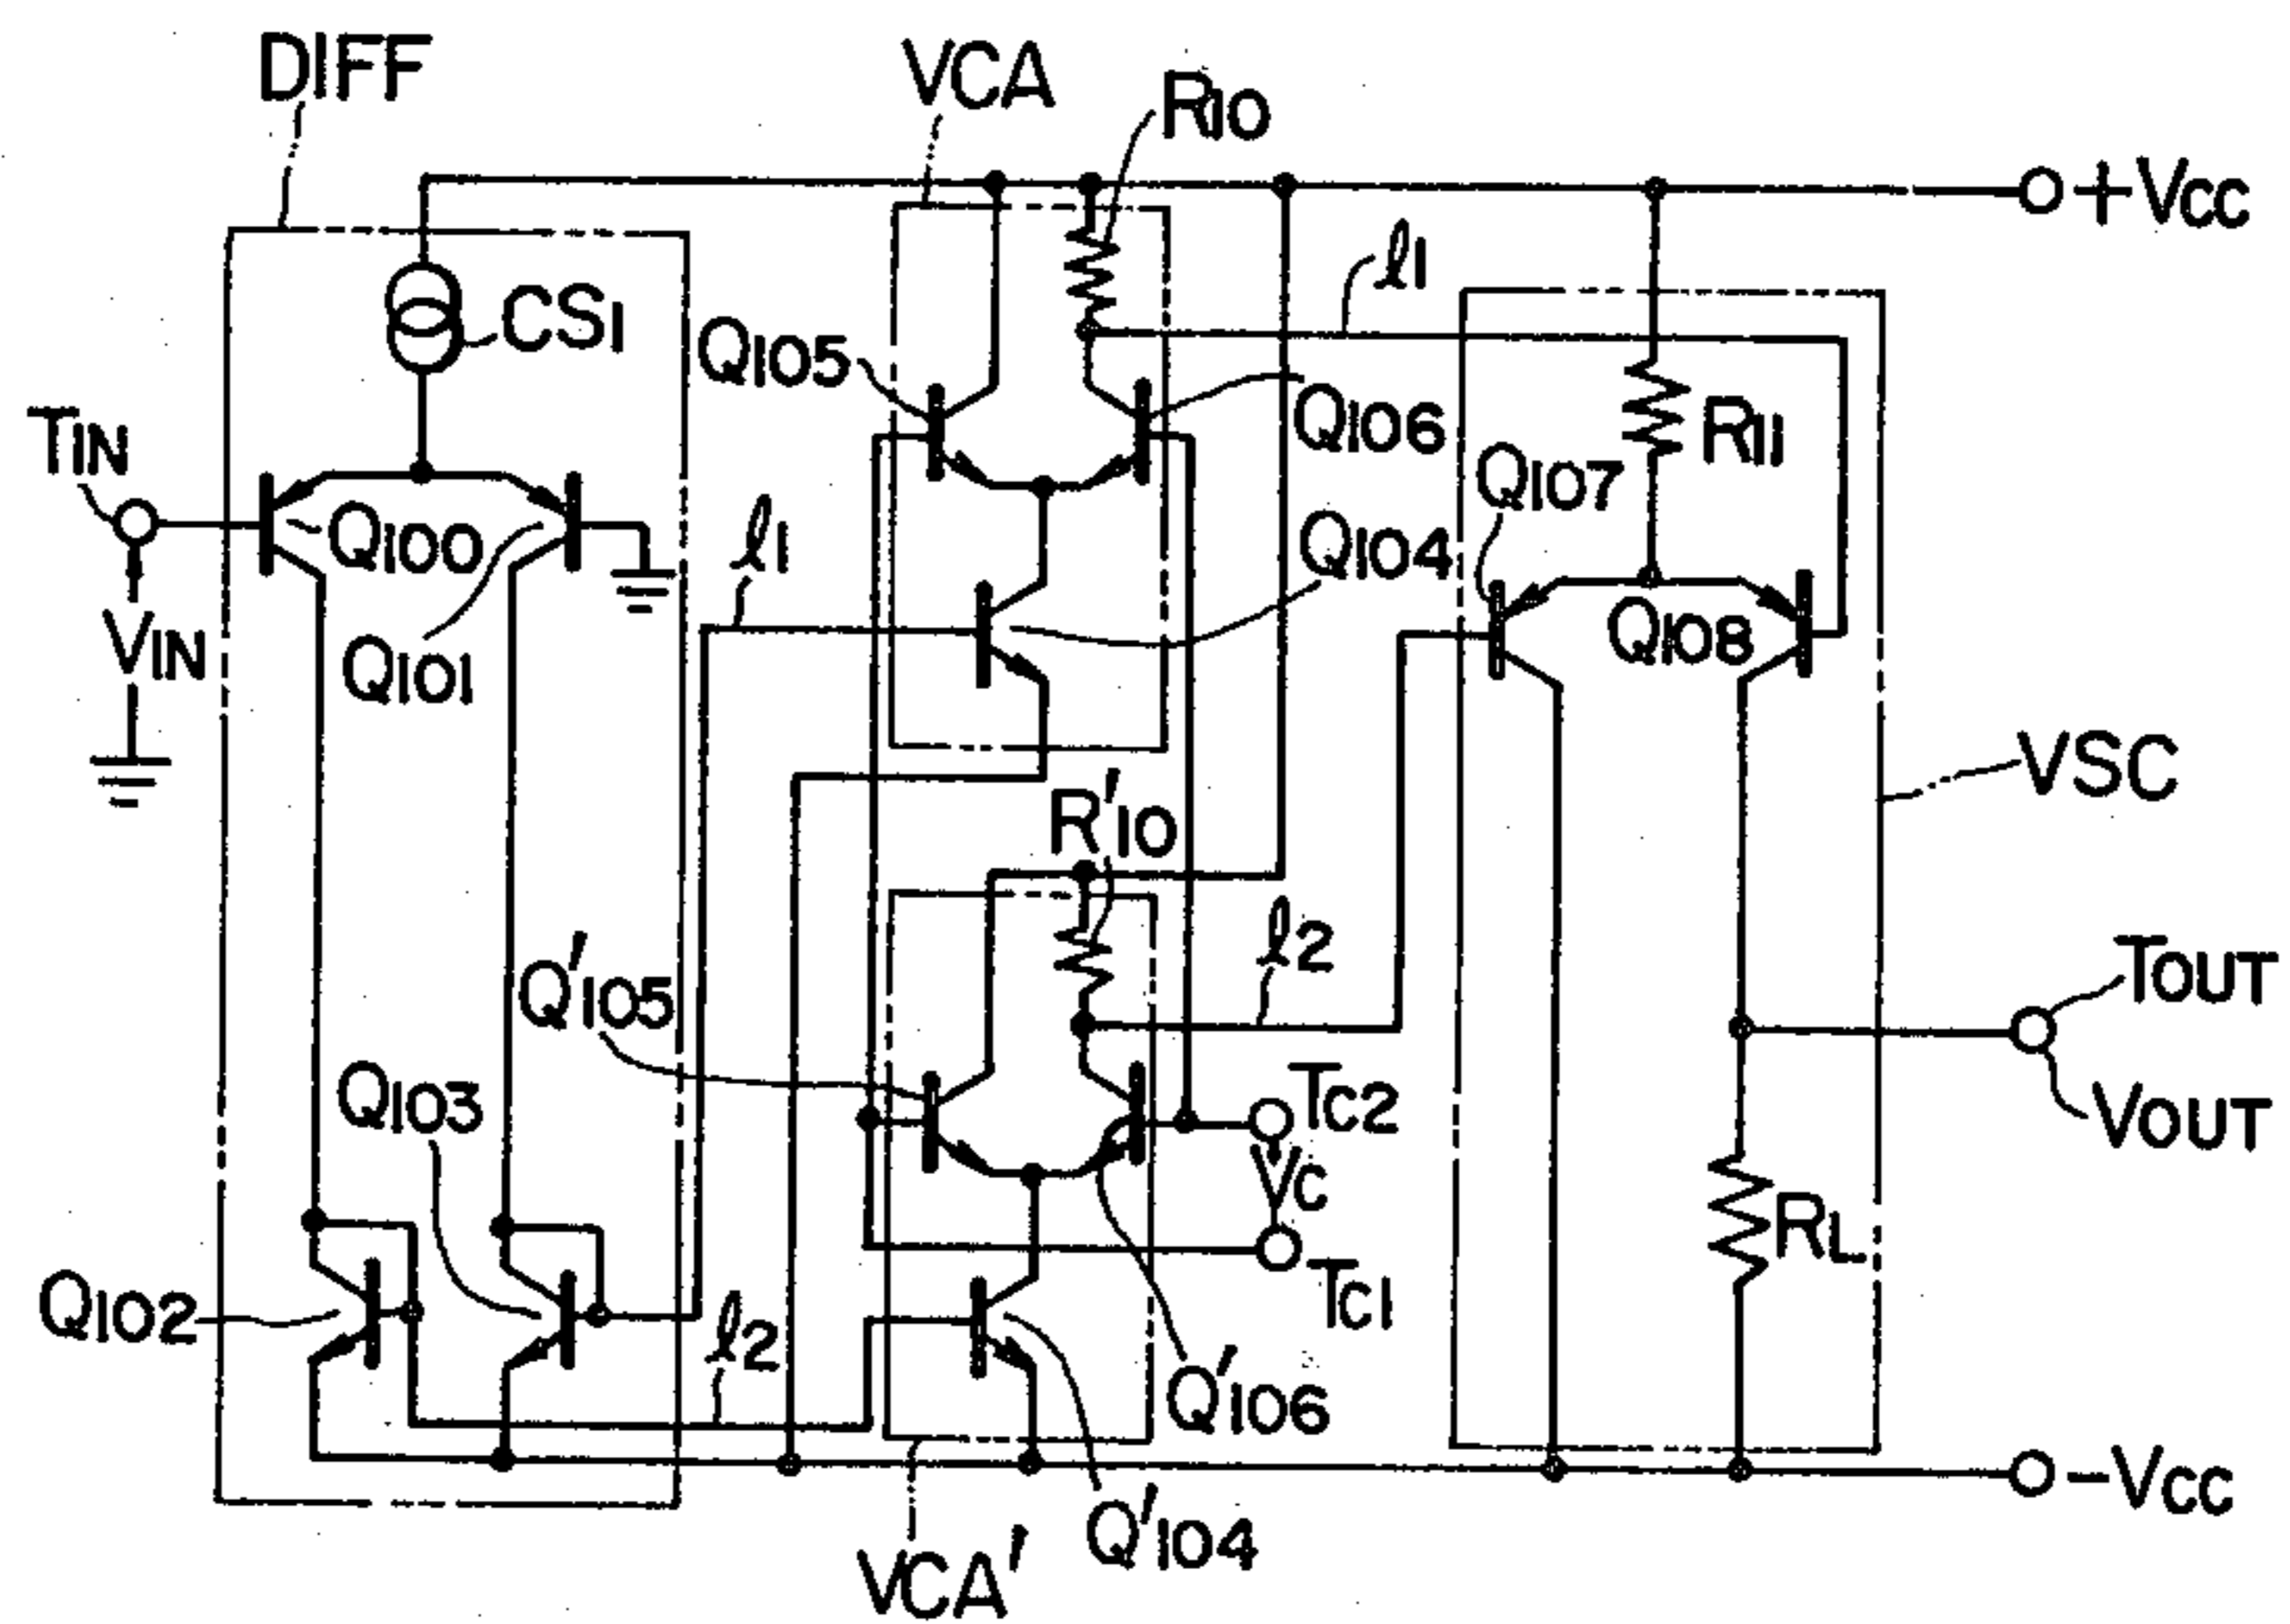 DIFF
VCA
R10
+Vcc
l1
CS1
Q105
Q106
R11
TIN
Q107
Q100
l1
Q104
Q108
VIN
Q101
VSC
R'10
l2
TOUT
Q'105
Q103
TC2
VOUT
VC
RL
Q102
TC1
l2
Q'106
-Vcc
Q'104
VCA'